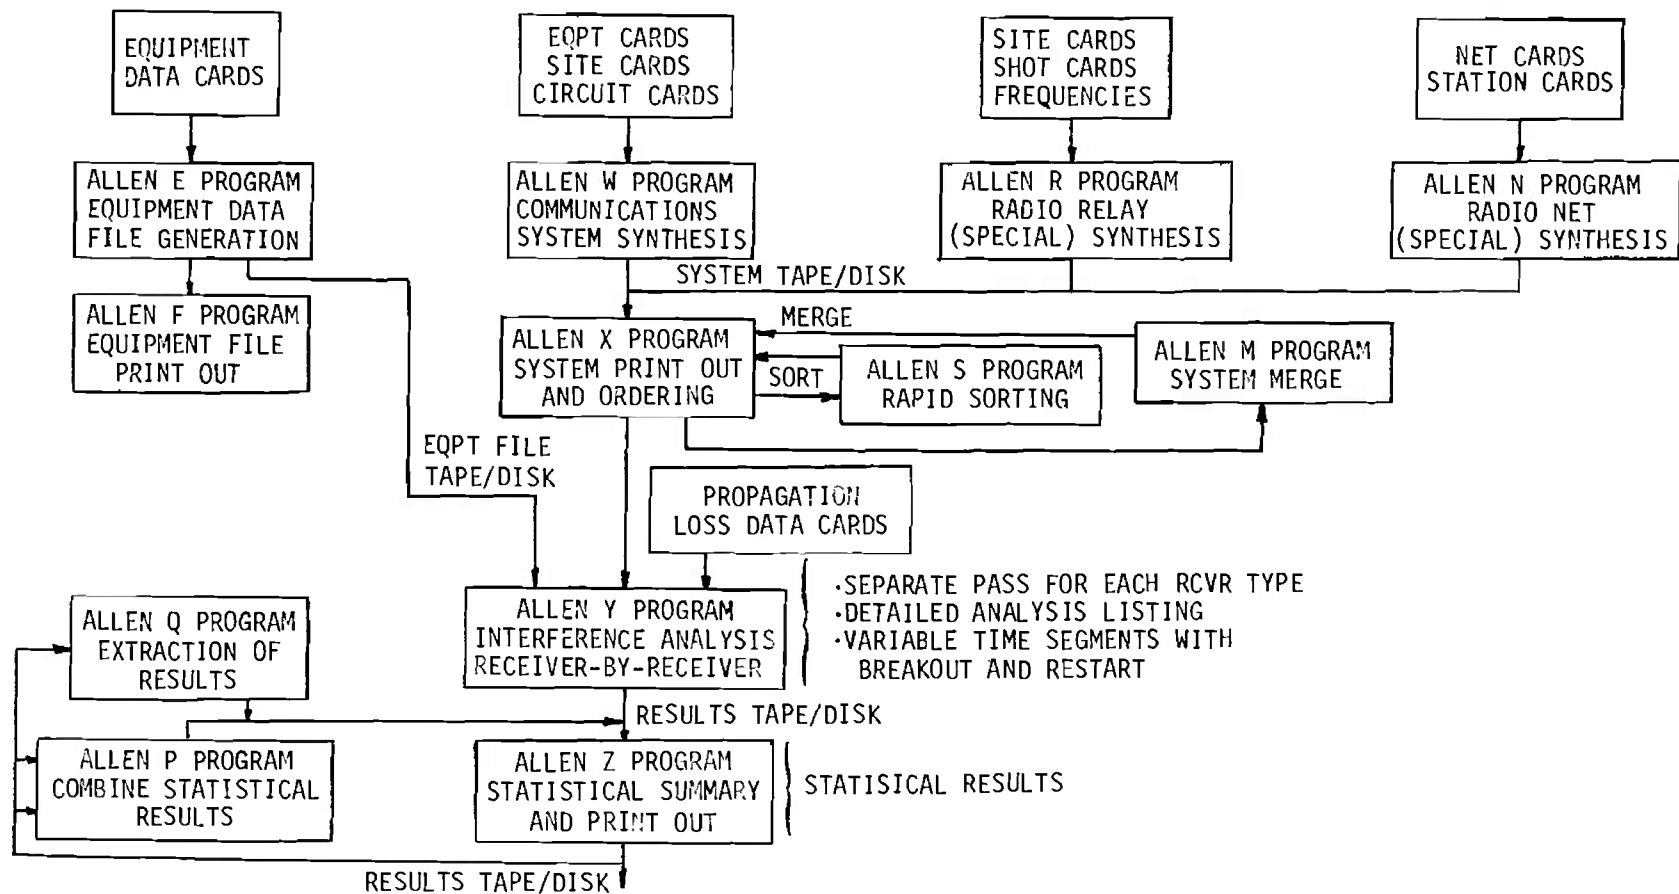 EQUIPMENT
DATA CARDS
EQPT CARDS
SITE CARDS
CIRCUIT CARDS
SITE CARDS
SHOT CARDS
FREQUENCIES
NET CARDS
STATION CARDS
ALLEN E PROGRAM
EQUIPMENT DATA
FILE GENERATION
ALLEN W PROGRAM
COMMUNICATIONS
SYSTEM SYNTHESIS
ALLEN R PROGRAM
RADIO RELAY
(SPECIAL) SYNTHESIS
ALLEN N PROGRAM
RADIO NET
(SPECIAL) SYNTHESIS
SYSTEM TAPE/DISK
ALLEN F PROGRAM
EQUIPMENT FILE
PRINT OUT
ALLEN X PROGRAM
SYSTEM PRINT OUT
AND ORDERING
MERGE
SORT
ALLEN S PROGRAM
RAPID SORTING
ALLEN M PROGRAM
SYSTEM MERGE
EQPT FILE
TAPE/DISK
PROPAGATION
LOSS DATA CARDS
ALLEN Y PROGRAM
INTERFERENCE ANALYSIS
RECEIVER-BY-RECEIVER
·SEPARATE PASS FOR EACH RCVR TYPE
·DETAILED ANALYSIS LISTING
·VARIABLE TIME SEGMENTS WITH
BREAKOUT AND RESTART
ALLEN Q PROGRAM
EXTRACTION OF
RESULTS
RESULTS TAPE/DISK
ALLEN P PROGRAM
COMBINE STATISTICAL
RESULTS
ALLEN Z PROGRAM
STATISTICAL SUMMARY
AND PRINT OUT
STATISICAL RESULTS
RESULTS TAPE/DISK